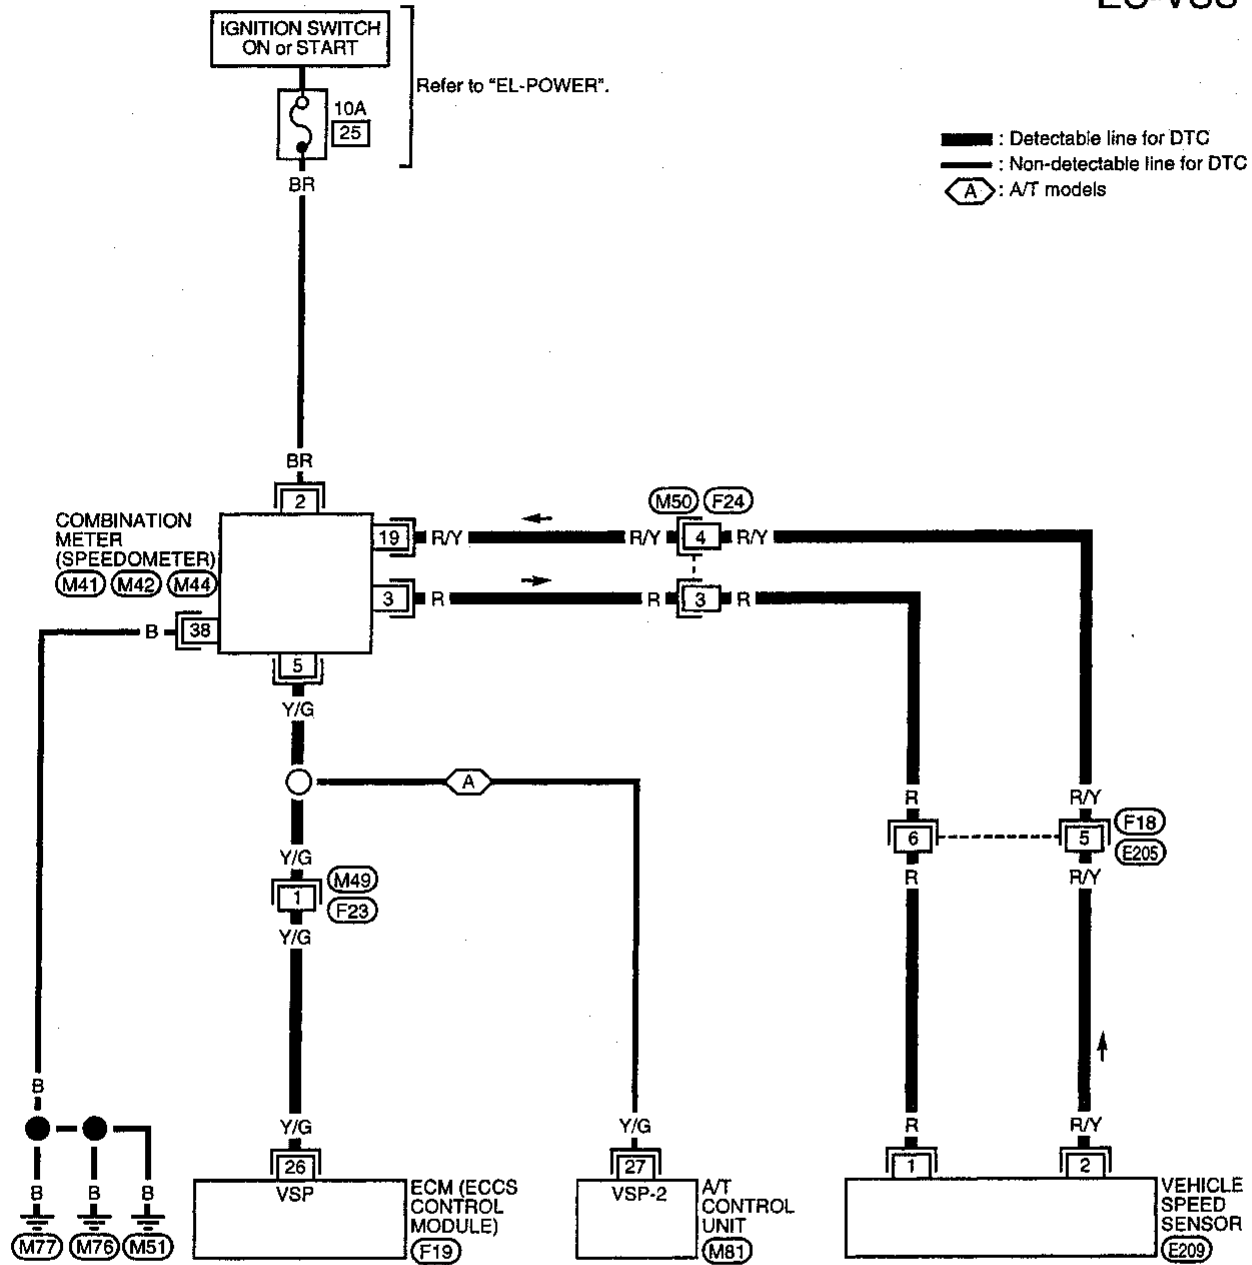 IGNITION SWITCH
ON or START
Refer to "EL-POWER".
10A
25
: Detectable line for DTC
: Non-detectable line for DTC
A : A/T models
BR
BR
2
COMBINATION
METER
(SPEEDOMETER)
M41 M42 M44
M50 F24
19 R/Y R/Y 4 R/Y
3 R R 3 R
B 38
5
Y/G
A
R R/Y
6 5
F18
E205
R R/Y
Y/G
1
M49
F23
Y/G
B
Y/G Y/G R R/Y
B B B
M77 M76 M51
26
VSP
ECM (ECCS
CONTROL
MODULE)
F19
27
VSP-2
A/T
CONTROL
UNIT
M81
1 2
VEHICLE
SPEED
SENSOR
E209